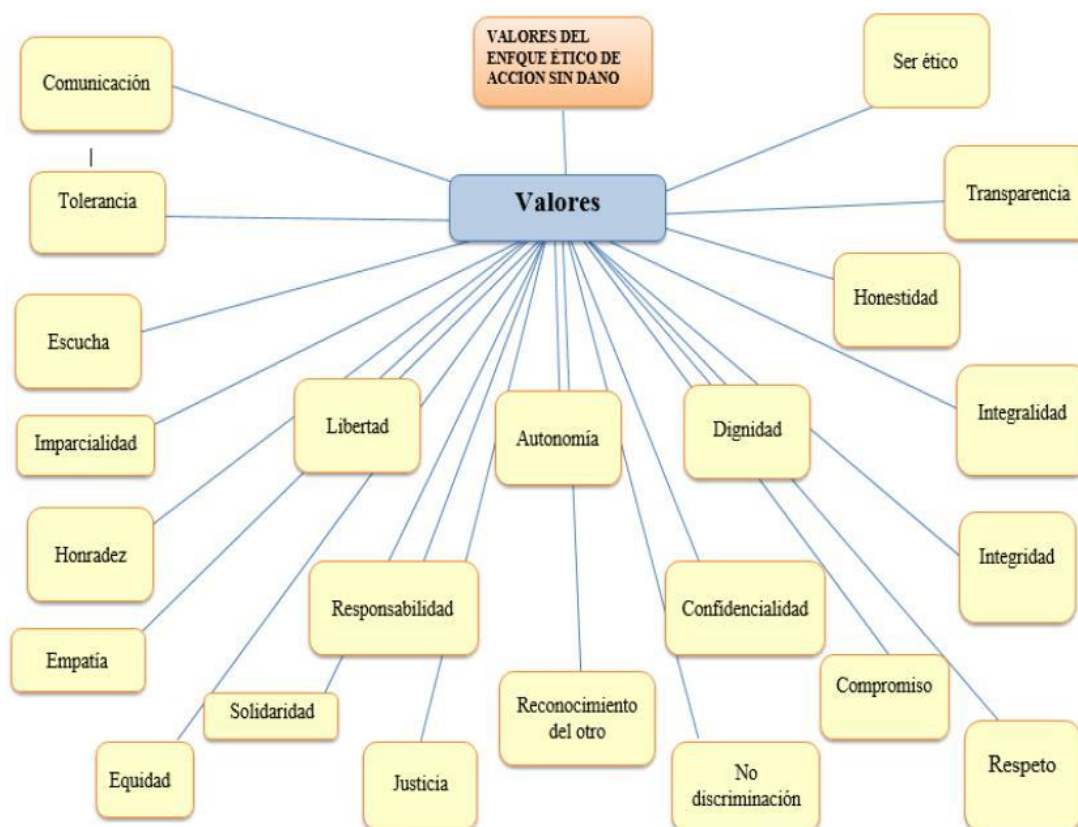 VALORES DEL
ENFQUE ÉTICO DE
ACCION SIN DANO
Ser ético
Comunicación
|
Tolerancia
Valores
Transparencia
Honestidad
Escucha
Libertad
Autonomía
Dignidad
Integralidad
Imparcialidad
Honradez
Integridad
Responsabilidad
Confidencialidad
Empatía
Solidaridad
Reconocimiento
del otro
Compromiso
Equidad
Justicia
No
discriminación
Respeto